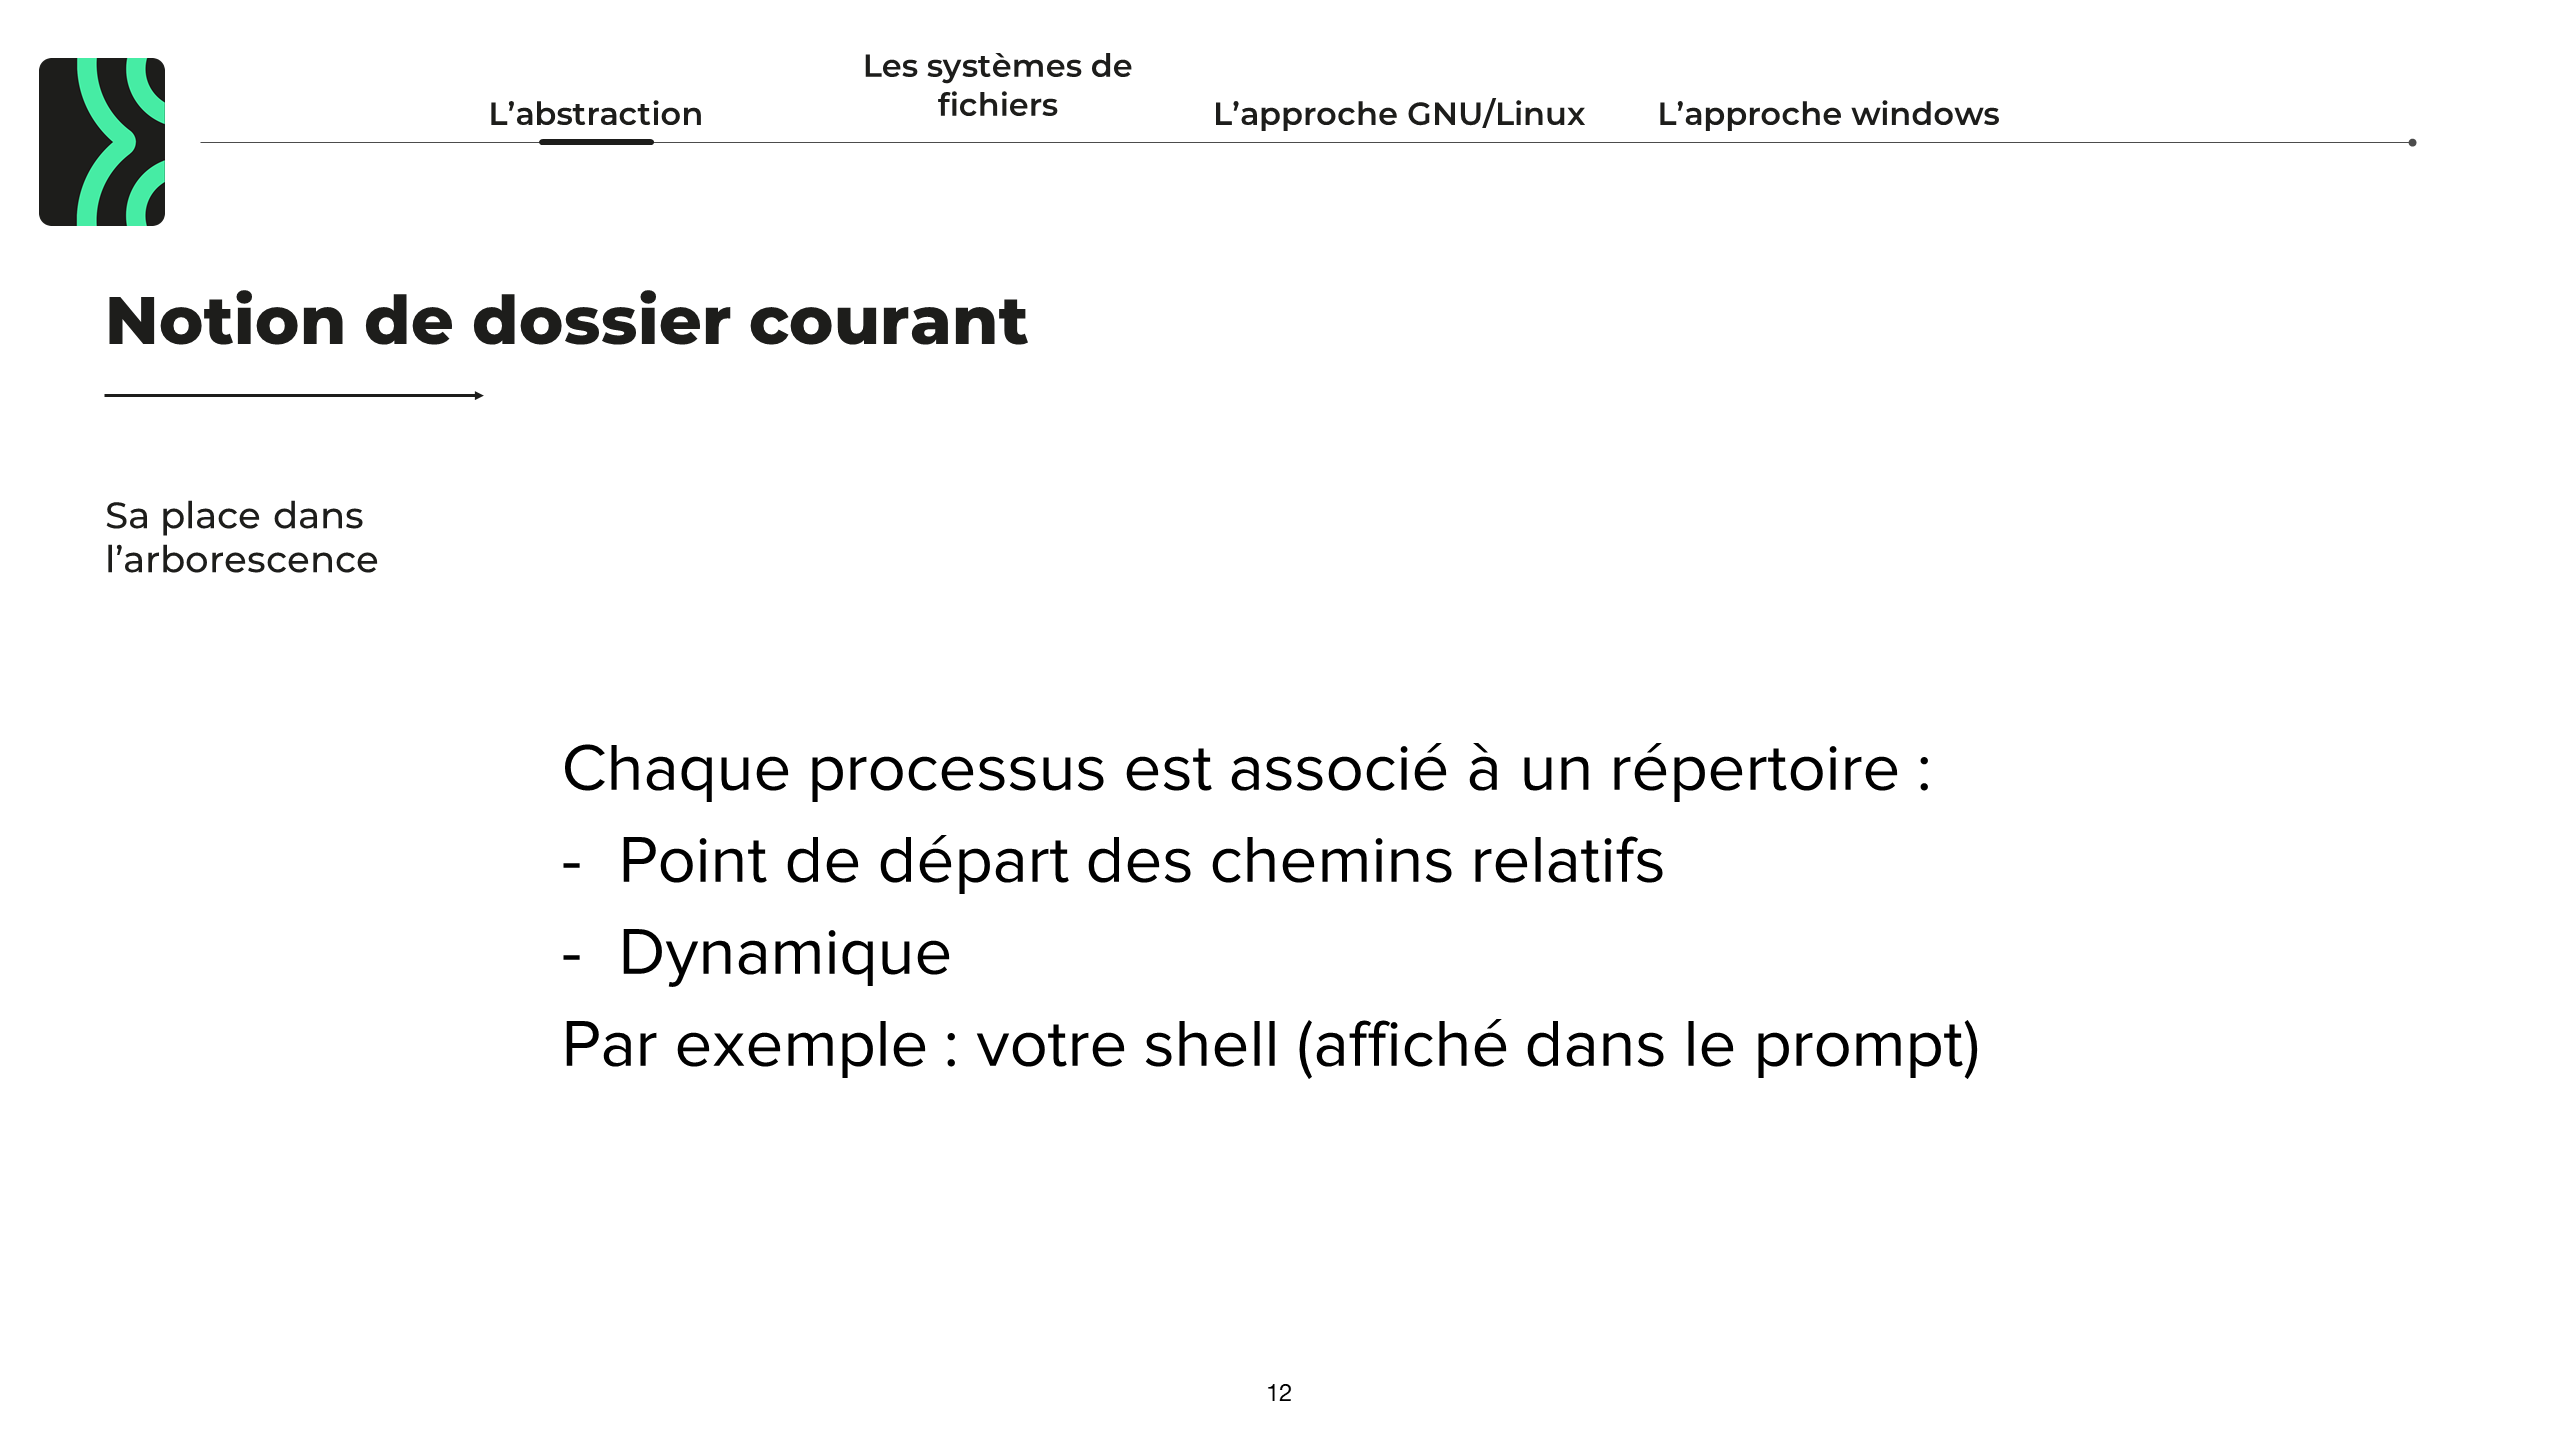 L’abstraction
Les systèmes de
fichiers
L’approche GNU/Linux
L’approche windows
Notion de dossier courant
Sa place dans
l’arborescence
Chaque processus est associé à un répertoire :
- Point de départ des chemins relatifs
- Dynamique
Par exemple : votre shell (affiché dans le prompt)
12